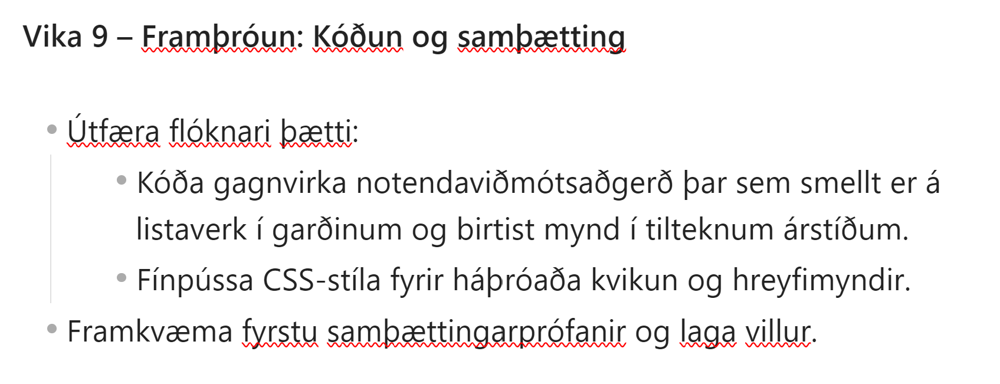 Vika 9 – Framþróun: Kóðun og samþætting
Útfæra flóknari þætti:
Kóða gagnvirka notendaviðmótsaðgerð þar sem smellt er á
listaverk í garðinum og birtist mynd í tilteknum árstíðum.
Fínpússa CSS-stíla fyrir háþróaða kvikun og hreyfimyndir.
Framkvæma fyrstu samþættingarprófanir og laga villur.